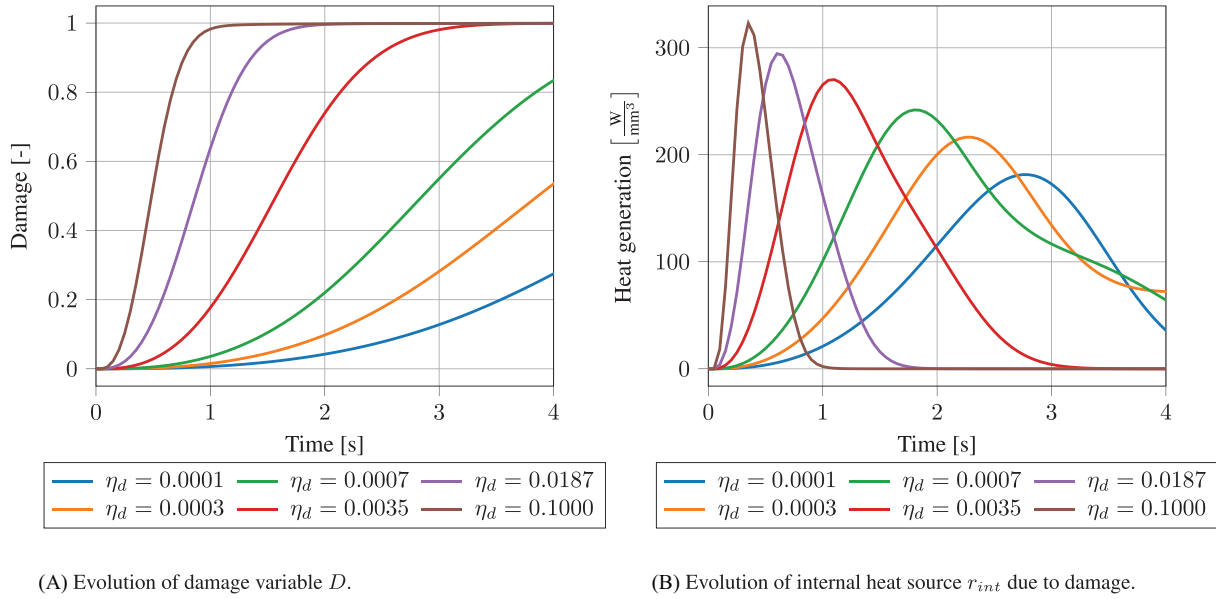 1
0.8
0.6
0.4
0.2
0
Damage [-]
0 1 2 3 4
Time [s]
η_d = 0.0001 η_d = 0.0007 η_d = 0.0187
η_d = 0.0003 η_d = 0.0035 η_d = 0.1000
(A) Evolution of damage variable D.
300
200
100
0
Heat generation [W/mm³]
0 1 2 3 4
Time [s]
η_d = 0.0001 η_d = 0.0007 η_d = 0.0187
η_d = 0.0003 η_d = 0.0035 η_d = 0.1000
(B) Evolution of internal heat source r_int due to damage.